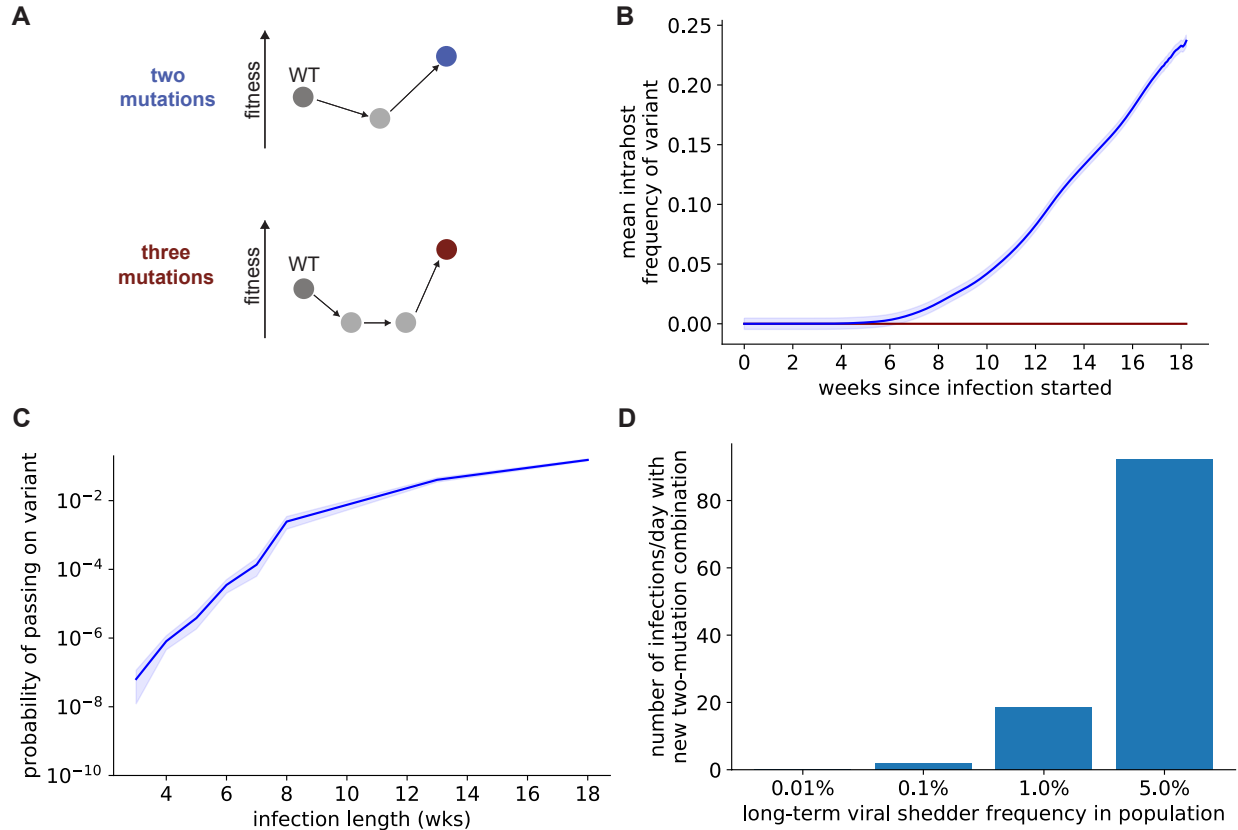 A
two
mutations
fitness
WT
three
mutations
fitness
WT
B
mean intrahost
frequency of variant
0.25
0.20
0.15
0.10
0.05
0.00
0 2 4 6 8 10 12 14 16 18
weeks since infection started
C
probability of passing on variant
10⁻²
10⁻⁴
10⁻⁶
10⁻⁸
10⁻¹⁰
4 6 8 10 12 14 16 18
infection length (wks)
D
number of infections/day with
new two-mutation combination
80
60
40
20
0
0.01% 0.1% 1.0% 5.0%
long-term viral shedder frequency in population